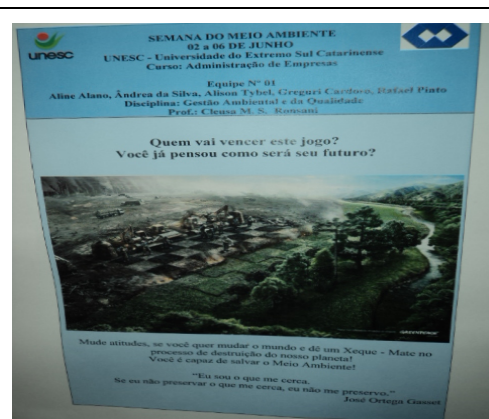 unesc
SEMANA DO MEIO AMBIENTE
02 a 06 DE JUNHO
UNESC - Universidade do Extremo Sul Catarinense
Curso: Administração de Empresas
Equipe N° 01
Aline Alano, Ândrea da Silva, Alison Tybel, Greguri Cardoso, Rafael Pinto
Disciplina: Gestão Ambiental e da Qualidade
Prof.: Cleusa M. S. Ronsani
Quem vai vencer este jogo?
Você já pensou como será seu futuro?
GREENPEACE
Mude atitudes, se você quer mudar o mundo e dê um Xeque - Mate no
processo de destruição do nosso planeta!
Você é capaz de salvar o Meio Ambiente!
"Eu sou o que me cerca.
Se eu não preservar o que me cerca, eu não me preservo."
José Ortega Gasset